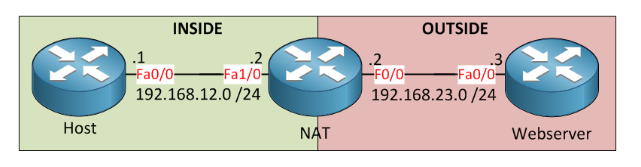 INSIDE
OUTSIDE
.1
.2
.2
.3
Fa0/0
Fa1/0
F0/0
Fa0/0
192.168.12.0 /24
192.168.23.0 /24
Host
NAT
Webserver